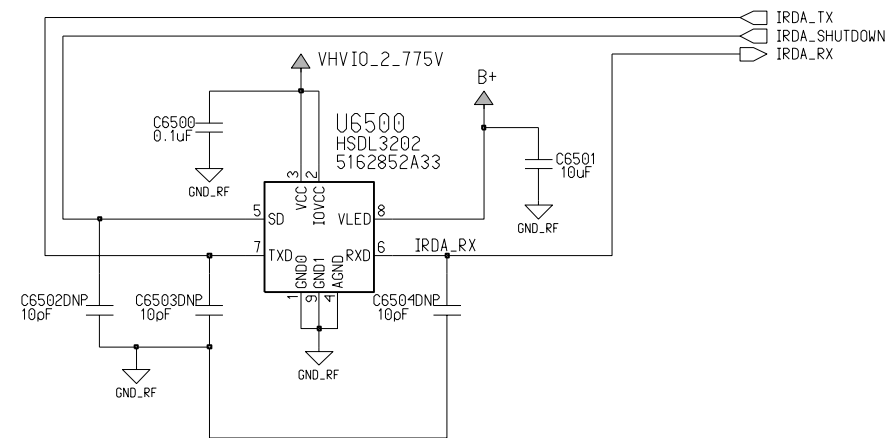 IRDA_TX
IRDA_SHUTDOWN
IRDA_RX
VHVIO_2_775V
B+
C6500
0.1uF
U6500
HSDL3202
5162852A33
C6501
10uF
GND_RF
GND_RF
3
2
VCC
IOVCC
5
SD
VLED
8
7
TXD
RXD
6
IRDA_RX
GND0
GND1
AGND
1
9
4
C6502DNP
10pF
C6503DNP
10pF
C6504DNP
10pF
GND_RF
GND_RF